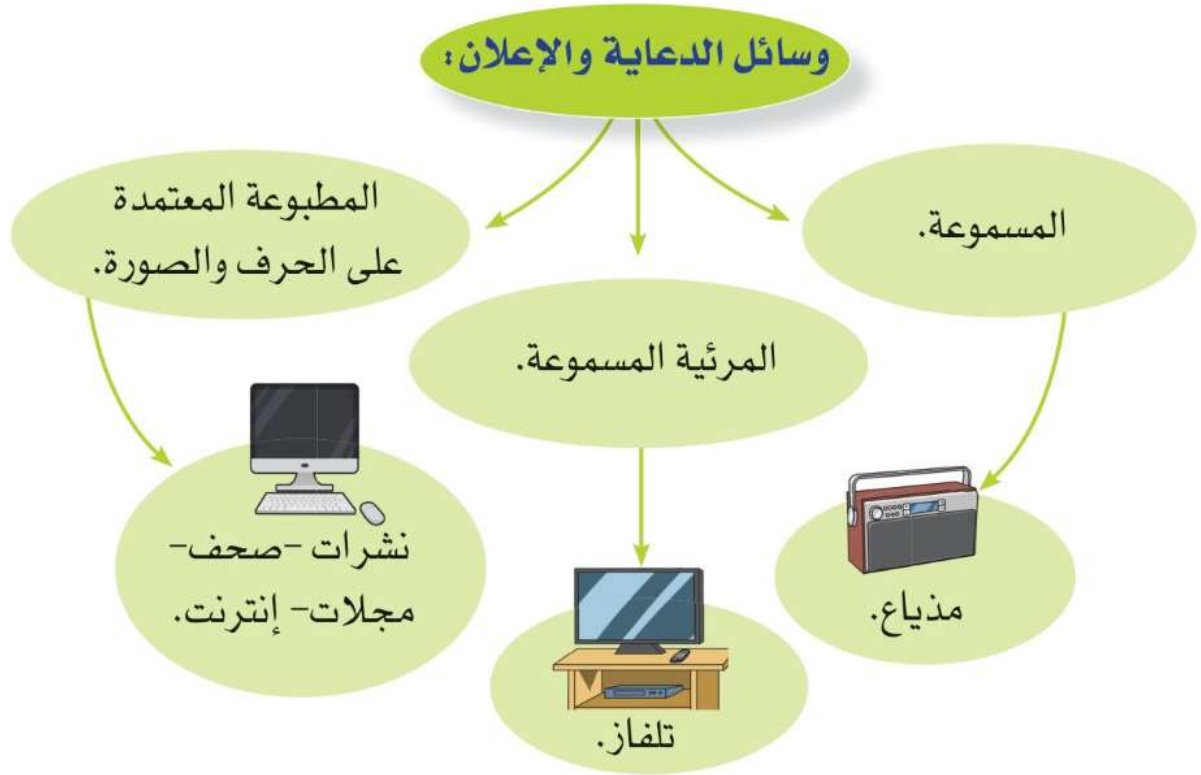 وسائل الدعاية والإعلان:
المسموعة.
المرئية المسموعة.
المطبوعة المعتمدة
على الحرف والصورة.
مذياع.
تلفاز.
نشرات -صحف-
مجلات- إنترنت.